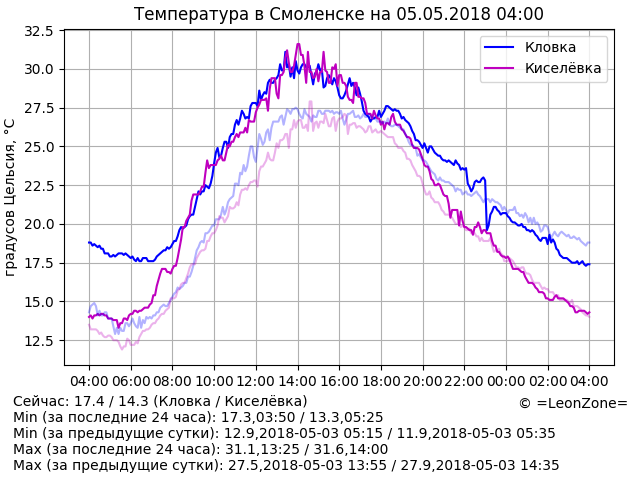 Температура в Смоленске на 05.05.2018 04:00
градусов Цельсия, °C
32.5
30.0
27.5
25.0
22.5
20.0
17.5
15.0
12.5
Кловка
Киселёвка
04:00 06:00 08:00 10:00 12:00 14:00 16:00 18:00 20:00 22:00 00:00 02:00 04:00
Сейчас: 17.4 / 14.3 (Кловка / Киселёвка)
© =LeonZone=
Min (за последние 24 часа): 17.3,03:50 / 13.3,05:25
Min (за предыдущие сутки): 12.9,2018-05-03 05:15 / 11.9,2018-05-03 05:35
Max (за последние 24 часа): 31.1,13:25 / 31.6,14:00
Max (за предыдущие сутки): 27.5,2018-05-03 13:55 / 27.9,2018-05-03 14:35